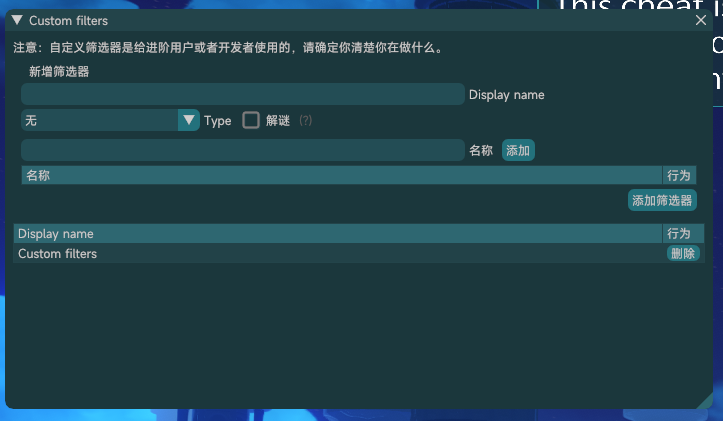 This cheat is
Custom filters
注意：自定义筛选器是给进阶用户或者开发者使用的，请确定你清楚你在做什么。
新增筛选器
Display name
无 Type 解谜 (?)
名称 添加
名称 行为
添加筛选器
Display name 行为
Custom filters 删除